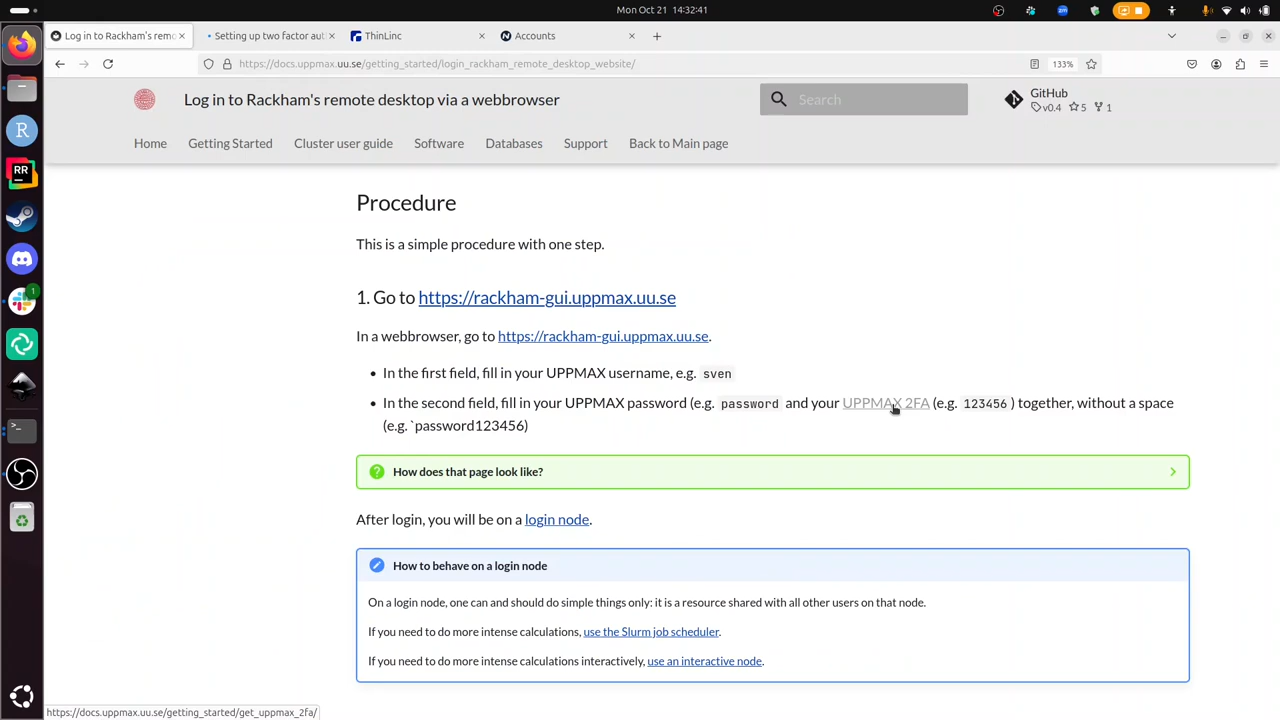 Mon Oct 21 14:32:41
Log in to Rackham's remo
Setting up two factor aut
ThinLinc
Accounts
https://docs.uppmax.uu.se/getting_started/login_rackham_remote_desktop_website/
133%
Log in to Rackham's remote desktop via a webbrowser
Search
GitHub
v0.4 5 1
Home Getting Started Cluster user guide Software Databases Support Back to Main page
Procedure
This is a simple procedure with one step.
1. Go to https://rackham-gui.uppmax.uu.se
In a webbrowser, go to https://rackham-gui.uppmax.uu.se.
• In the first field, fill in your UPPMAX username, e.g. sven
• In the second field, fill in your UPPMAX password (e.g. password and your UPPMAX 2FA (e.g. 123456 ) together, without a space
(e.g. `password123456)
How does that page look like?
After login, you will be on a login node.
How to behave on a login node
On a login node, one can and should do simple things only: it is a resource shared with all other users on that node.
If you need to do more intense calculations, use the Slurm job scheduler.
If you need to do more intense calculations interactively, use an interactive node.
https://docs.uppmax.uu.se/getting_started/get_uppmax_2fa/
R
RR
1
zm